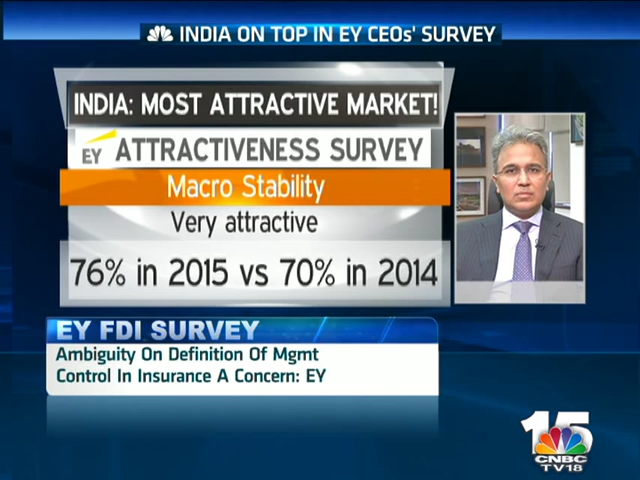 INDIA ON TOP IN EY CEOs' SURVEY
INDIA: MOST ATTRACTIVE MARKET!
EY ATTRACTIVENESS SURVEY
Macro Stability
Very attractive
76% in 2015 vs 70% in 2014
EY FDI SURVEY
Ambiguity On Definition Of Mgmt
Control In Insurance A Concern: EY
15
CNBC
TV18